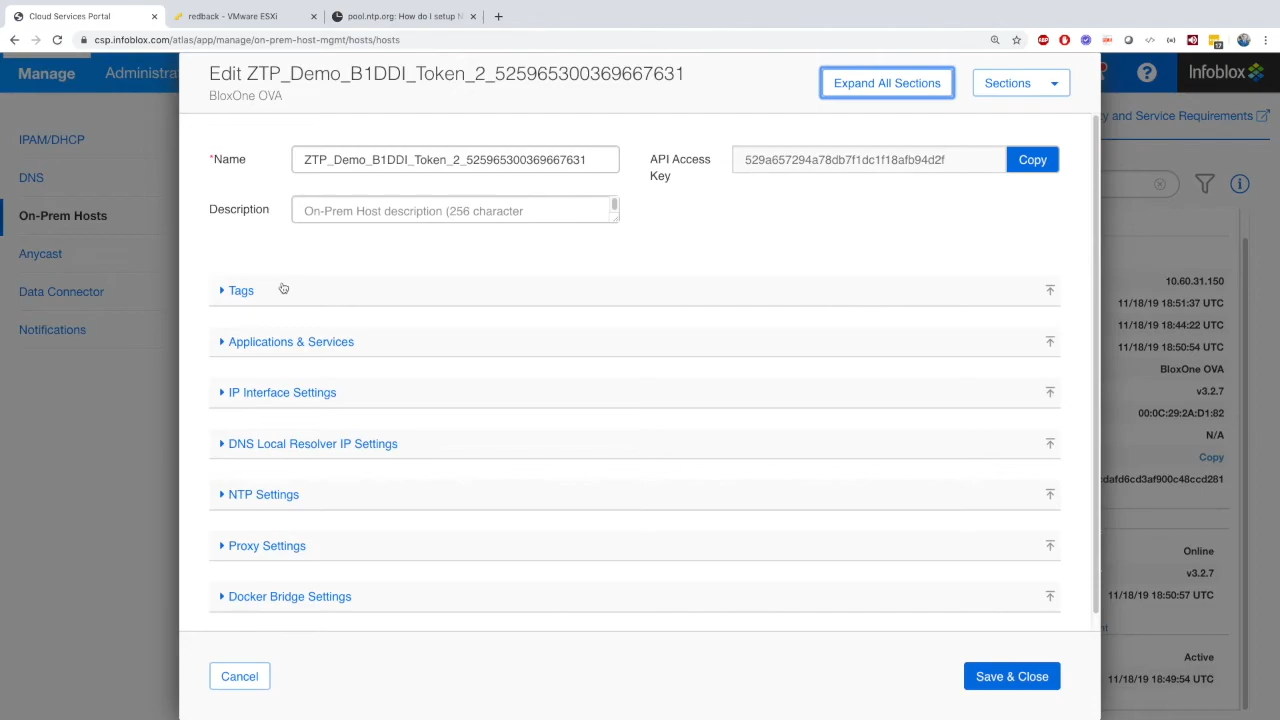 Cloud Services Portal
redback - VMware ESXi
pool.ntp.org: How do I setup N
csp.infoblox.com/atlas/app/manage/on-prem-host-mgmt/hosts/hosts
Manage
Administra
Infoblox
y and Service Requirements
IPAM/DHCP
DNS
On-Prem Hosts
Anycast
Data Connector
Notifications
Edit ZTP_Demo_B1DDI_Token_2_525965300369667631
BloxOne OVA
Expand All Sections
Sections
*Name
ZTP_Demo_B1DDI_Token_2_525965300369667631
API Access Key
529a657294a78db7f1dc1f18afb94d2f
Copy
Description
On-Prem Host description (256 character
Tags
Applications & Services
IP Interface Settings
DNS Local Resolver IP Settings
NTP Settings
Proxy Settings
Docker Bridge Settings
Cancel
Save & Close
10.60.31.150
11/18/19 18:51:37 UTC
11/18/19 18:44:22 UTC
11/18/19 18:50:54 UTC
BloxOne OVA
v3.2.7
00:0C:29:2A:D1:82
N/A
Copy
cdafd6cd3af900c48ccd281
Online
v3.2.7
11/18/19 18:50:57 UTC
Active
11/18/19 18:49:54 UTC